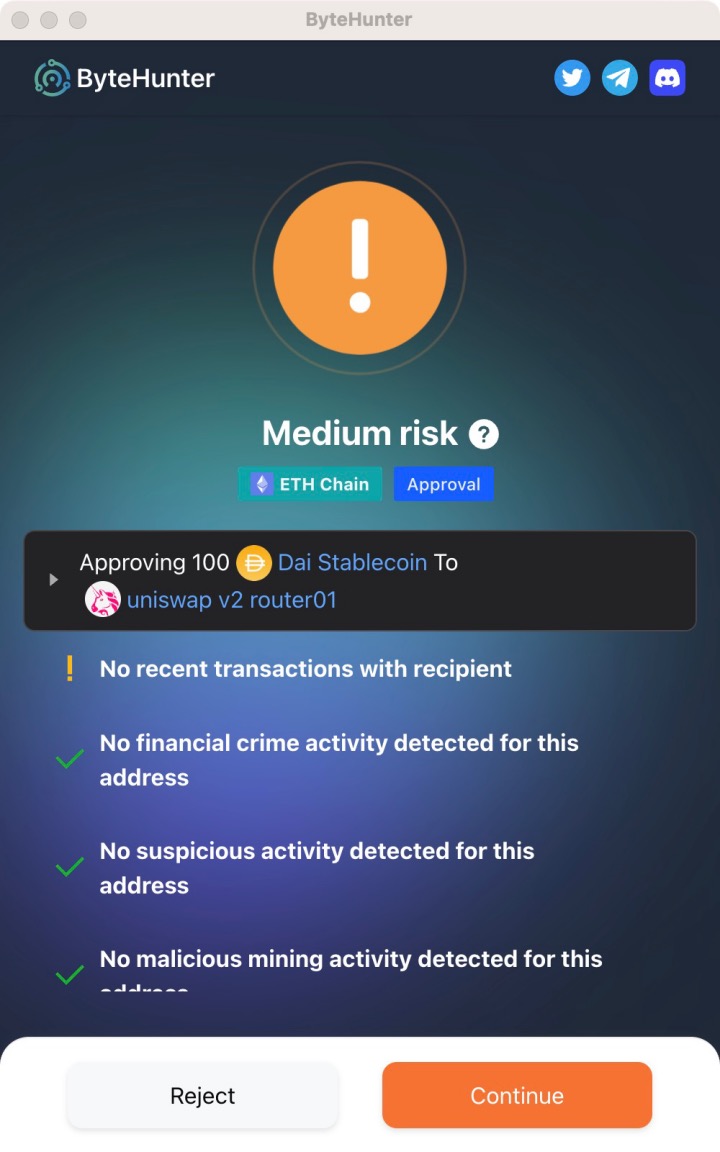 ByteHunter
ByteHunter
Medium risk ?
ETH Chain Approval
Approving 100 Dai Stablecoin To
uniswap v2 router01
No recent transactions with recipient
No financial crime activity detected for this
address
No suspicious activity detected for this
address
No malicious mining activity detected for this
address
Reject Continue